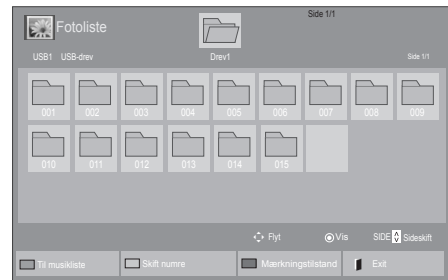 Side 1/1
Fotoliste
USB1 USB-drev Drev1 Side 1/1
001 002 003 004 005 006 007 008 009
010 011 012 013 014 015
Flyt Vis SIDE Sideskift
Til musikliste Skift numre Mærkningstilstand Exit